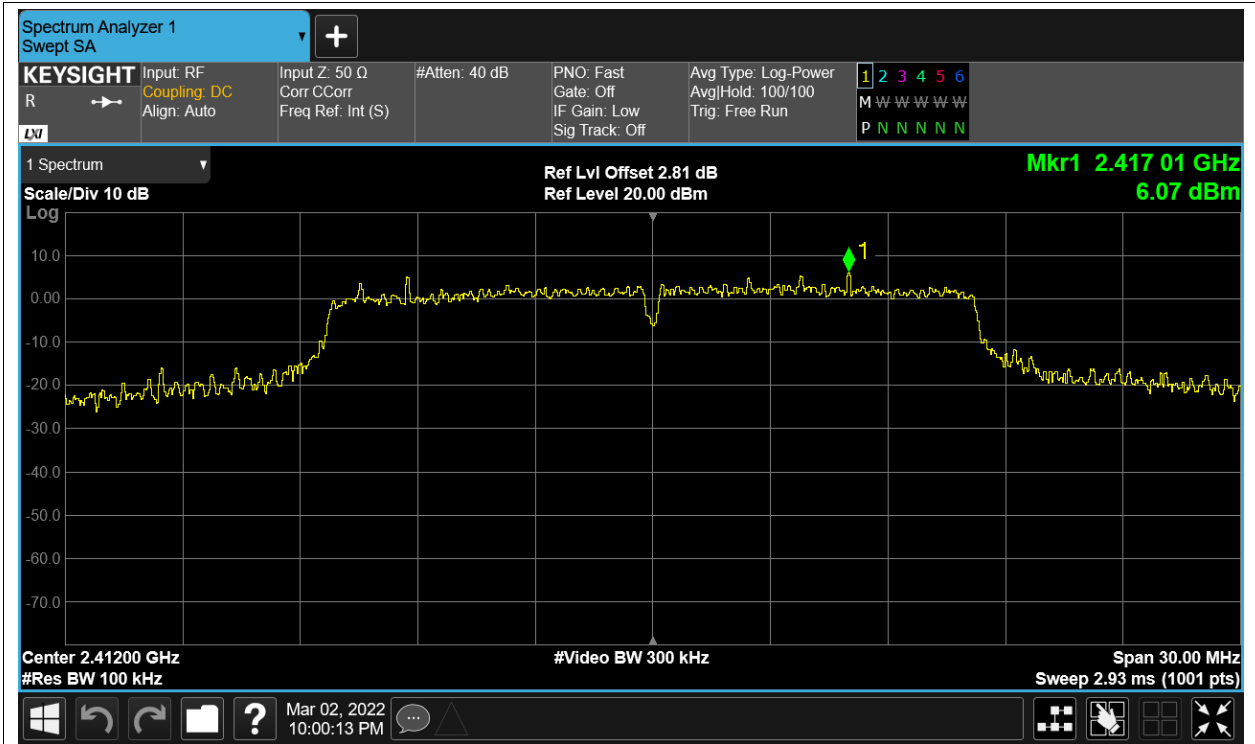 Spectrum Analyzer 1
Swept SA
KEYSIGHT
R
LXI
Input: RF
Coupling: DC
Align: Auto
Input Z: 50 Ω
Corr CCorr
Freq Ref: Int (S)
#Atten: 40 dB
PNO: Fast
Gate: Off
IF Gain: Low
Sig Track: Off
Avg Type: Log-Power
Avg|Hold: 100/100
Trig: Free Run
1 2 3 4 5 6
M W W W W W W
P N N N N N N
1 Spectrum
Scale/Div 10 dB
Log
Ref Lvl Offset 2.81 dB
Ref Level 20.00 dBm
Mkr1 2.417 01 GHz
6.07 dBm
1
10.0
0.00
-10.0
-20.0
-30.0
-40.0
-50.0
-60.0
-70.0
Center 2.41200 GHz
#Res BW 100 kHz
#Video BW 300 kHz
Span 30.00 MHz
Sweep 2.93 ms (1001 pts)
?
Mar 02, 2022
10:00:13 PM